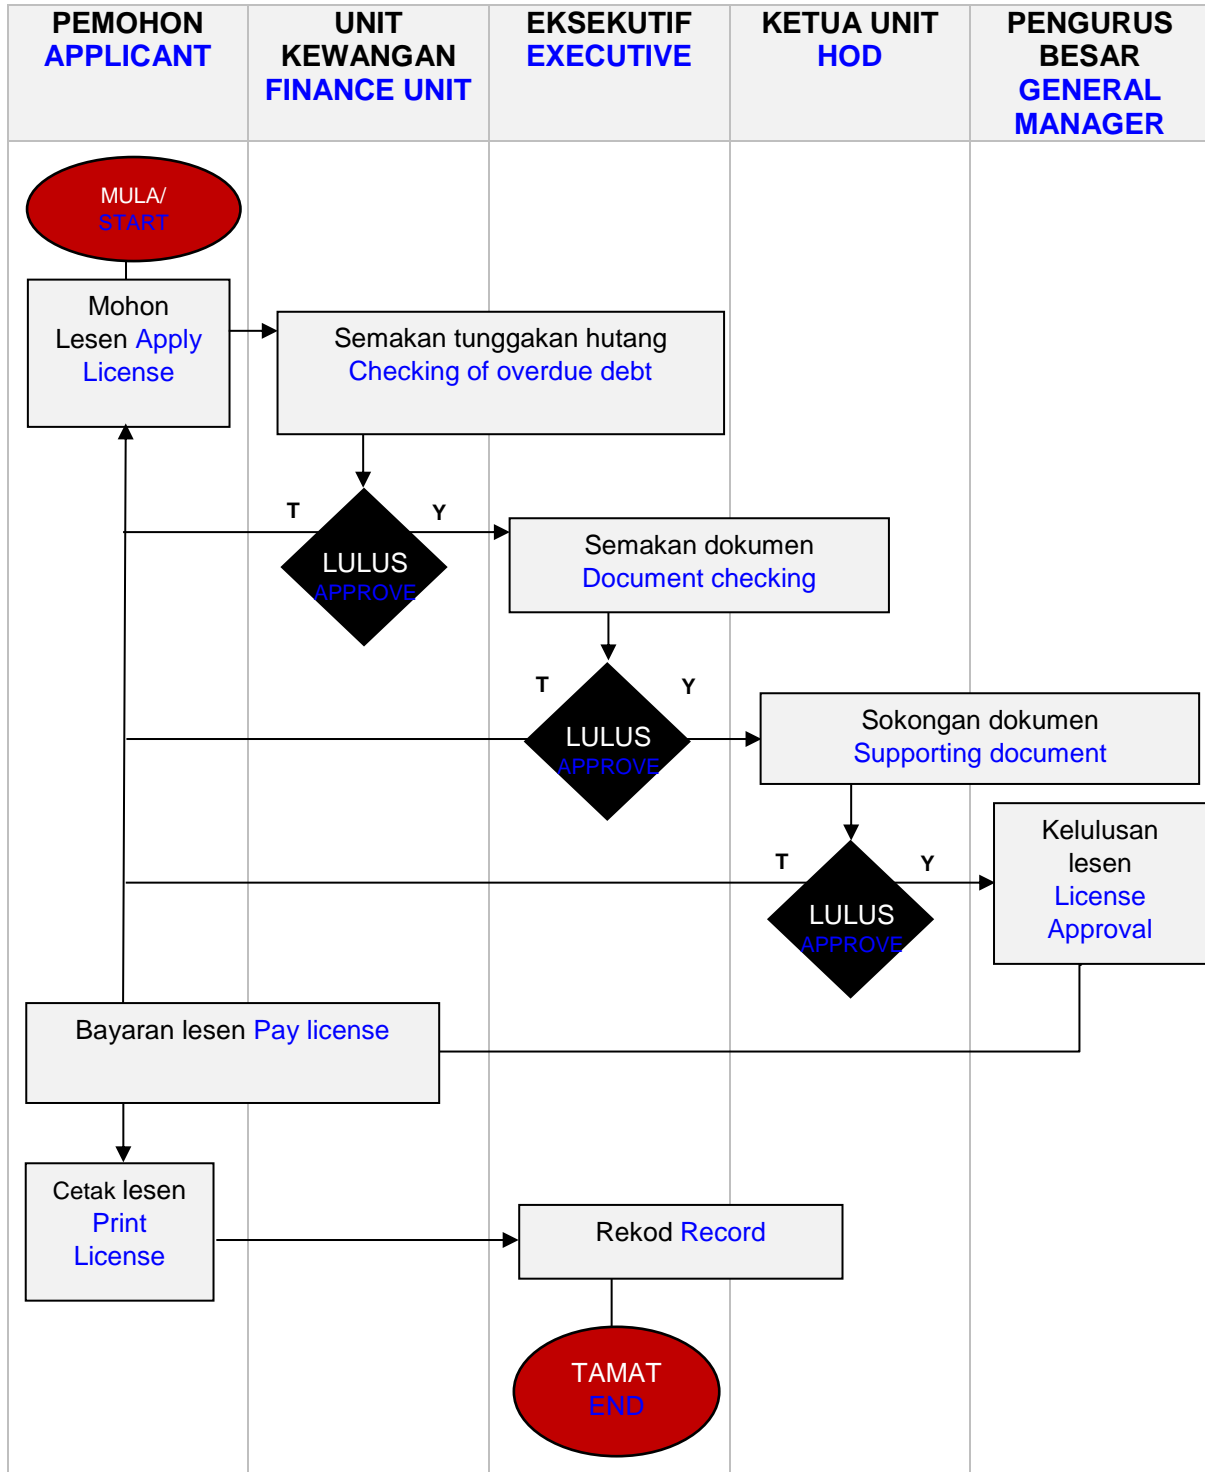 PEMOHON
APPLICANT
UNIT
KEWANGAN
FINANCE UNIT
EKSEKUTIF
EXECUTIVE
KETUA UNIT
HOD
PENGURUS
BESAR
GENERAL
MANAGER
MULA/
START
Mohon
Lesen Apply
License
Semakan tunggakan hutang
Checking of overdue debt
T
Y
LULUS
APPROVE
Semakan dokumen
Document checking
T
Y
LULUS
APPROVE
Sokongan dokumen
Supporting document
T
Y
LULUS
APPROVE
Kelulusan
lesen
License
Approval
Bayaran lesen Pay license
Cetak lesen
Print
License
Rekod Record
TAMAT
END